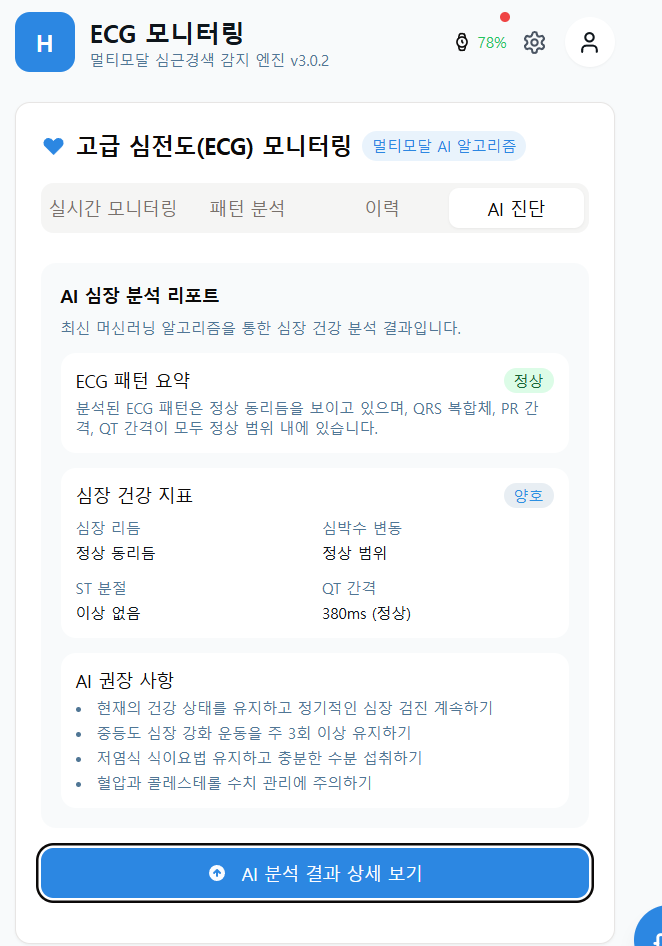 H
ECG 모니터링
멀티모달 심근경색 감지 엔진 v3.0.2
78%
고급 심전도(ECG) 모니터링
멀티모달 AI 알고리즘
실시간 모니터링
패턴 분석
이력
AI 진단
AI 심장 분석 리포트
최신 머신러닝 알고리즘을 통한 심장 건강 분석 결과입니다.
ECG 패턴 요약
정상
분석된 ECG 패턴은 정상 동리듬을 보이고 있으며, QRS 복합체, PR 간
격, QT 간격이 모두 정상 범위 내에 있습니다.
심장 건강 지표
양호
심장 리듬
심박수 변동
정상 동리듬
정상 범위
ST 분절
QT 간격
이상 없음
380ms (정상)
AI 권장 사항
• 현재의 건강 상태를 유지하고 정기적인 심장 검진 계속하기
• 중등도 심장 강화 운동을 주 3회 이상 유지하기
• 저염식 식이요법 유지하고 충분한 수분 섭취하기
• 혈압과 콜레스테롤 수치 관리에 주의하기
AI 분석 결과 상세 보기